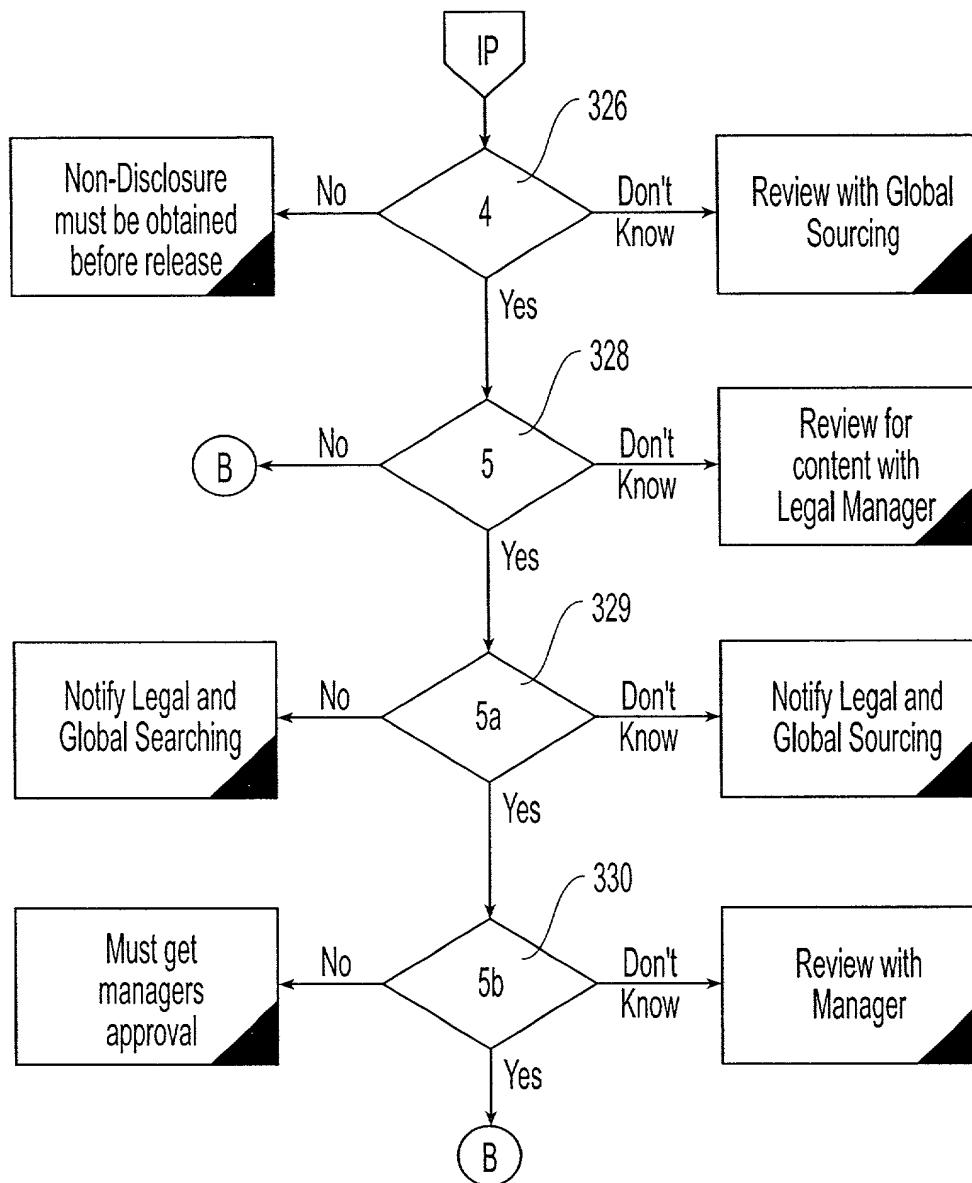 IP
326
Non-Disclosure
must be obtained
before release
No
4
Don't
Know
Review with Global
Sourcing
Yes
328
B
No
5
Don't
Know
Review for
content with
Legal Manager
Yes
329
Notify Legal and
Global Searching
No
5a
Don't
Know
Notify Legal and
Global Sourcing
Yes
330
Must get
managers
approval
No
5b
Don't
Know
Review with
Manager
Yes
B